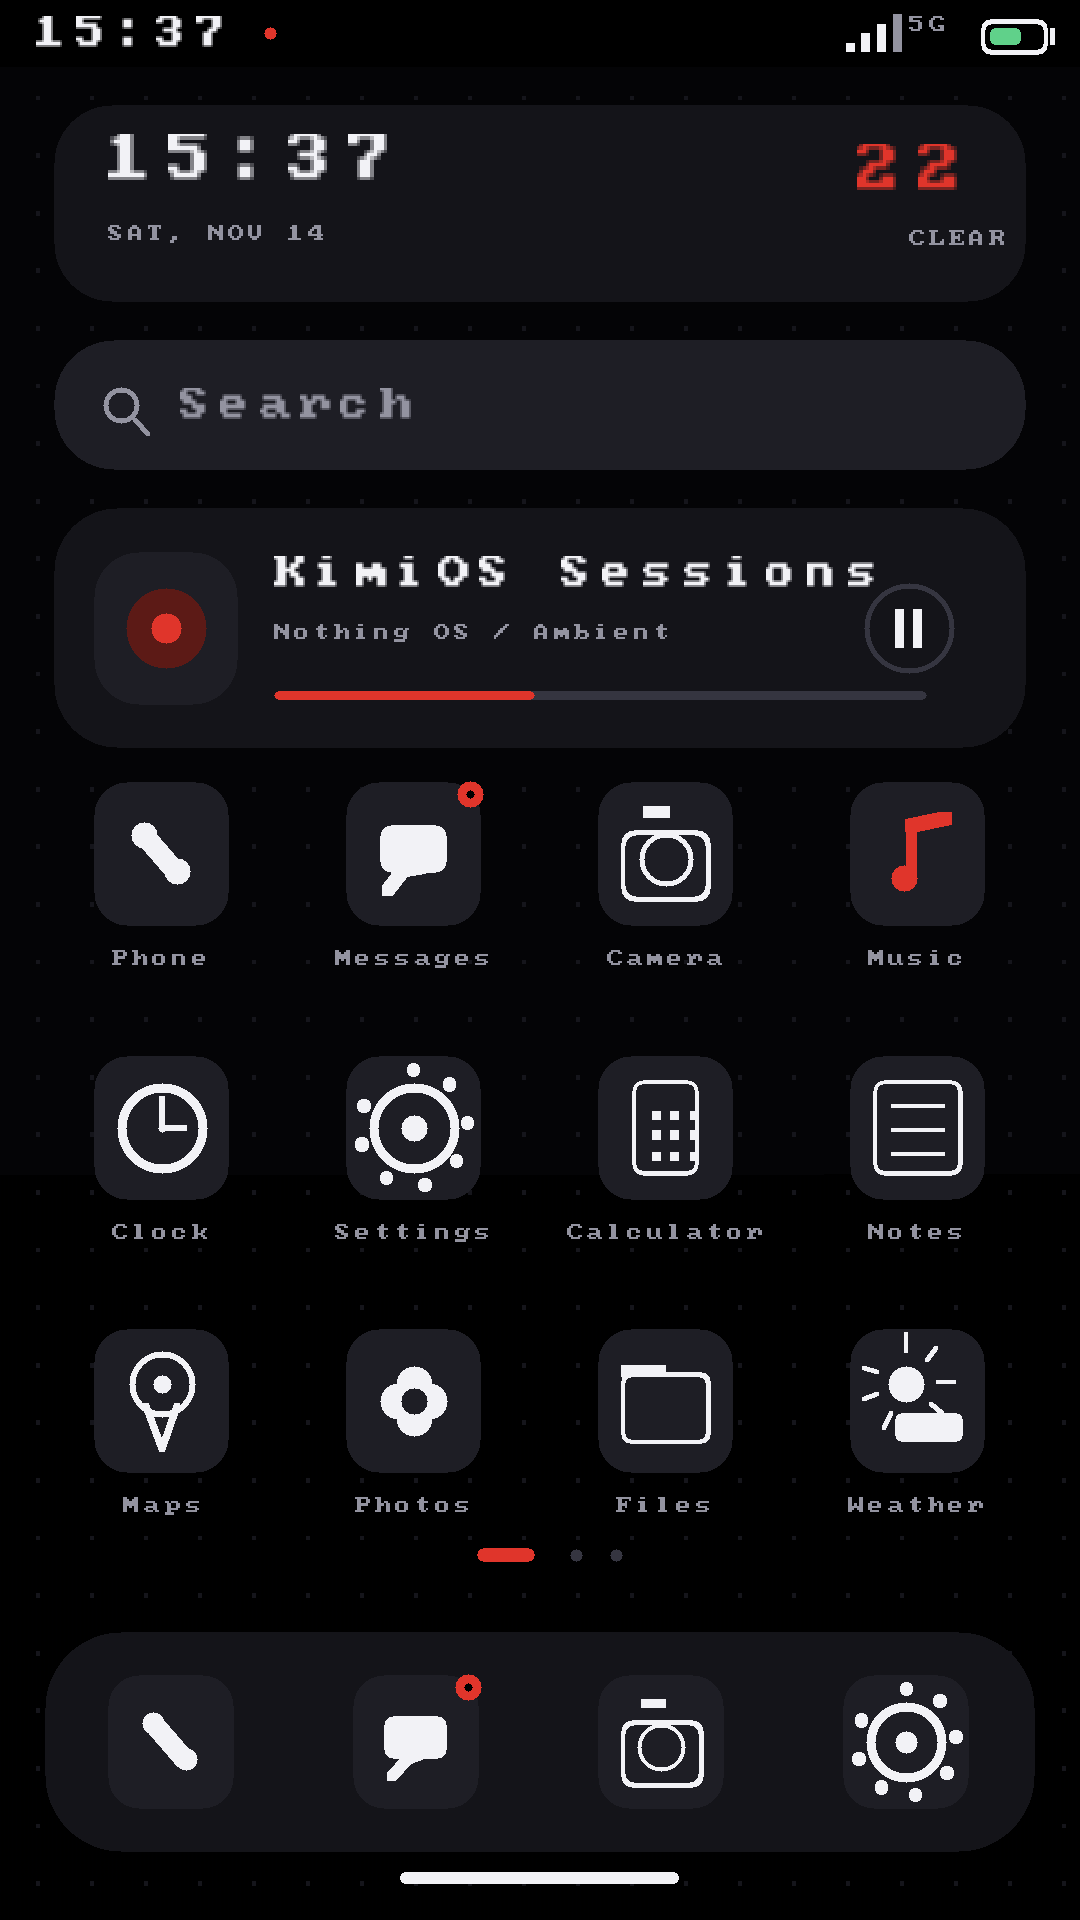 15:37 5G
15:37 22
SAT, NOV 14 CLEAR
Search
KimiOS Sessions
Nothing OS / Ambient
Phone Messages Camera Music
Clock Settings Calculator Notes
Maps Photos Files Weather